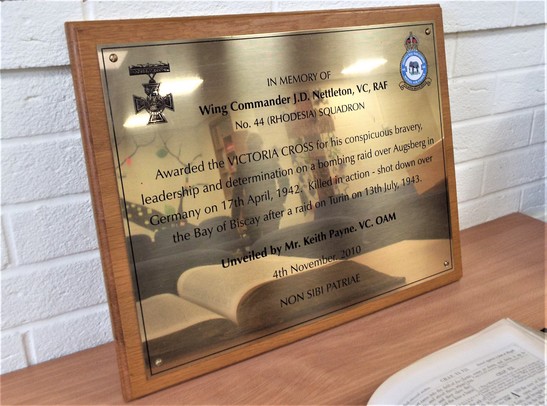 IN MEMORY OF
Wing Commander J.D. Nettleton, VC, RAF
No. 44 (RHODESIA) SQUADRON
Awarded the VICTORIA CROSS for his conspicuous bravery,
leadership and determination on a bombing raid over Augsberg in
Germany on 17th April, 1942. Killed in action - shot down over
the Bay of Biscay after a raid on Turin on 13th July, 1943.
Unveiled by Mr. Keith Payne. VC. OAM
4th November, 2010
NON SIBI PATRIAE